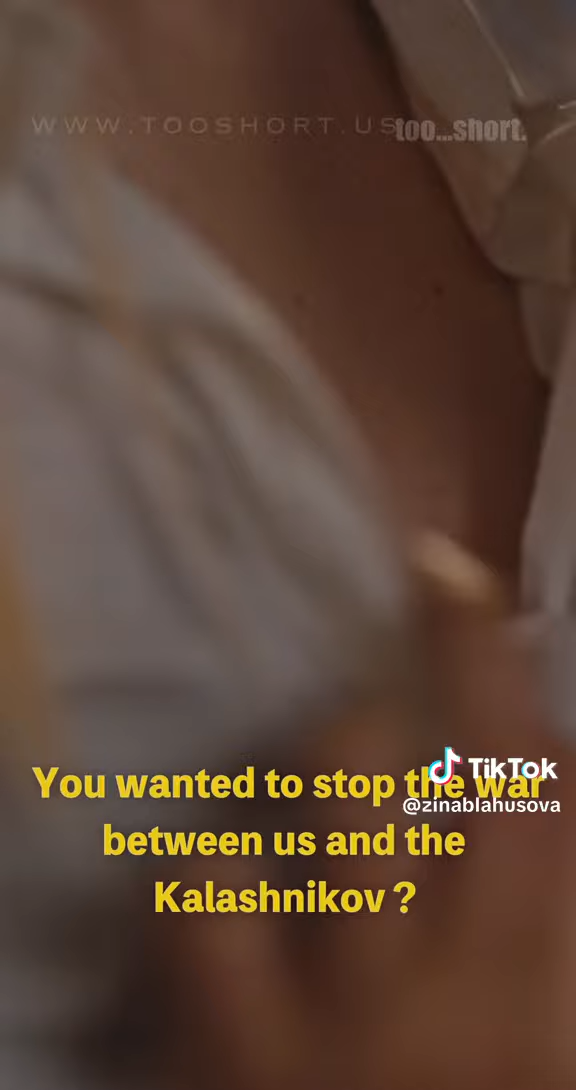 WWW.TOOSHORT.US
too...short.
You wanted to stop the war
TikTok
@zinablahusova
between us and the
Kalashnikov ?